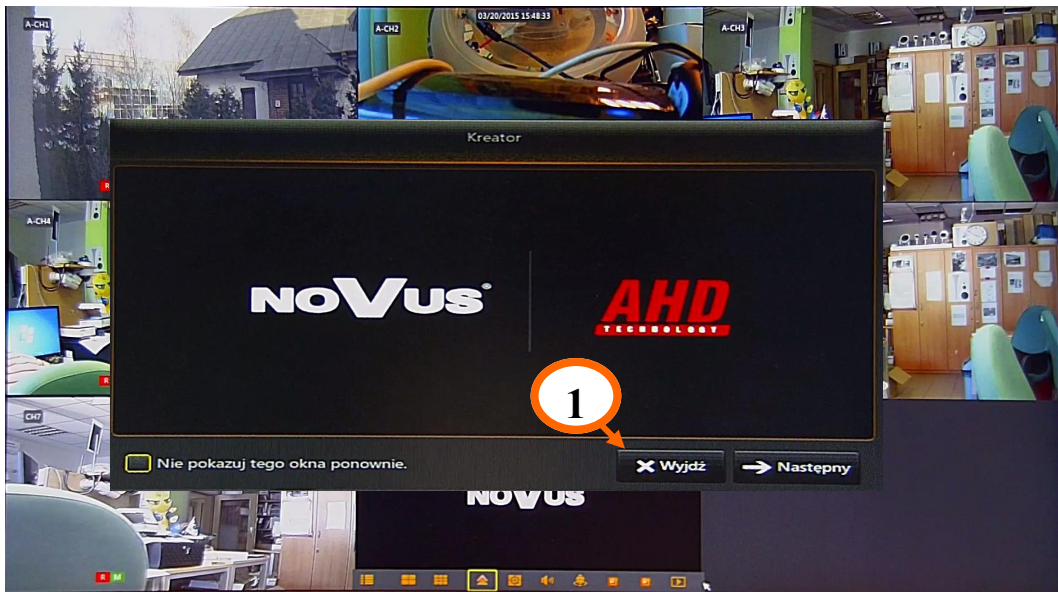 A-CH1
A-CH2
03/20/2015 15:48:33
A-CH3
Kreator
R
A-CH4
NOVUS
AHD
TECHNOLOGY
R
1
CH7
Nie pokazuj tego okna ponownie.
Wyjdź
Następny
NOVUS
R M